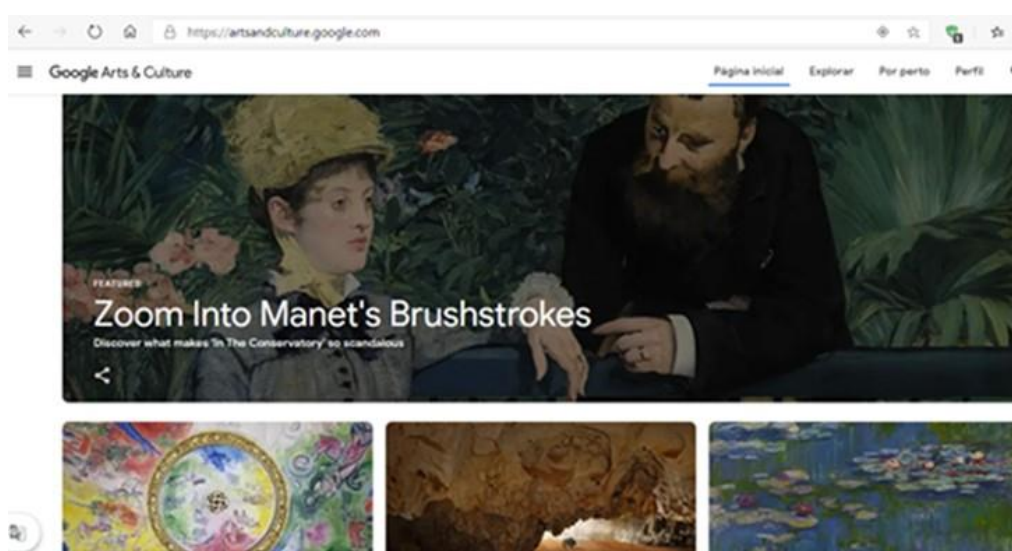 https://artsandculture.google.com
Google Arts & Culture
Página inicial Explorar Por perto Perfil
FEATURED
Zoom Into Manet's Brushstrokes
Discover what makes 'In The Conservatory' so scandalous